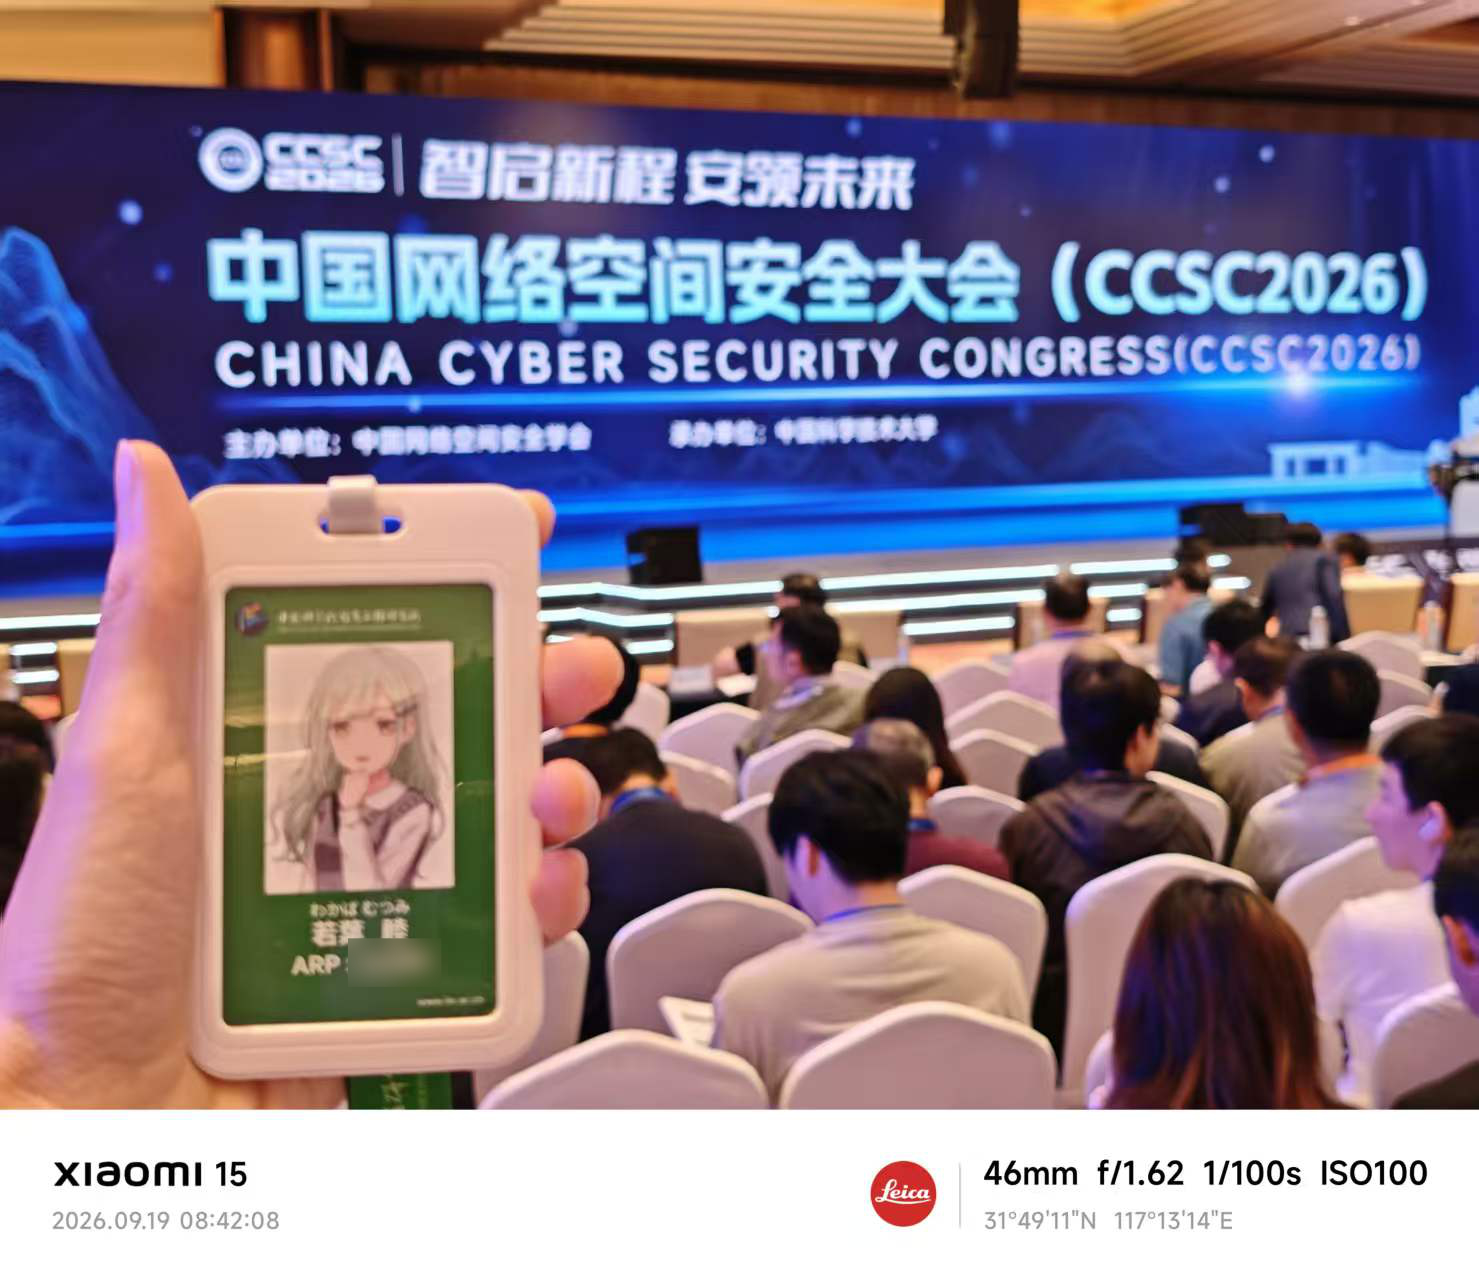 CCSC
2026
智启新程 安领未来
中国网络空间安全大会（CCSC2026）
CHINA CYBER SECURITY CONGRESS(CCSC2026)
主办单位：中国网络空间安全学会
承办单位：中国科学技术大学
わかば むつみ
若葉 睦
ARP
xiaomi 15
2026.09.19 08:42:08
Leica
46mm f/1.62 1/100s ISO100
31°49'11"N 117°13'14"E